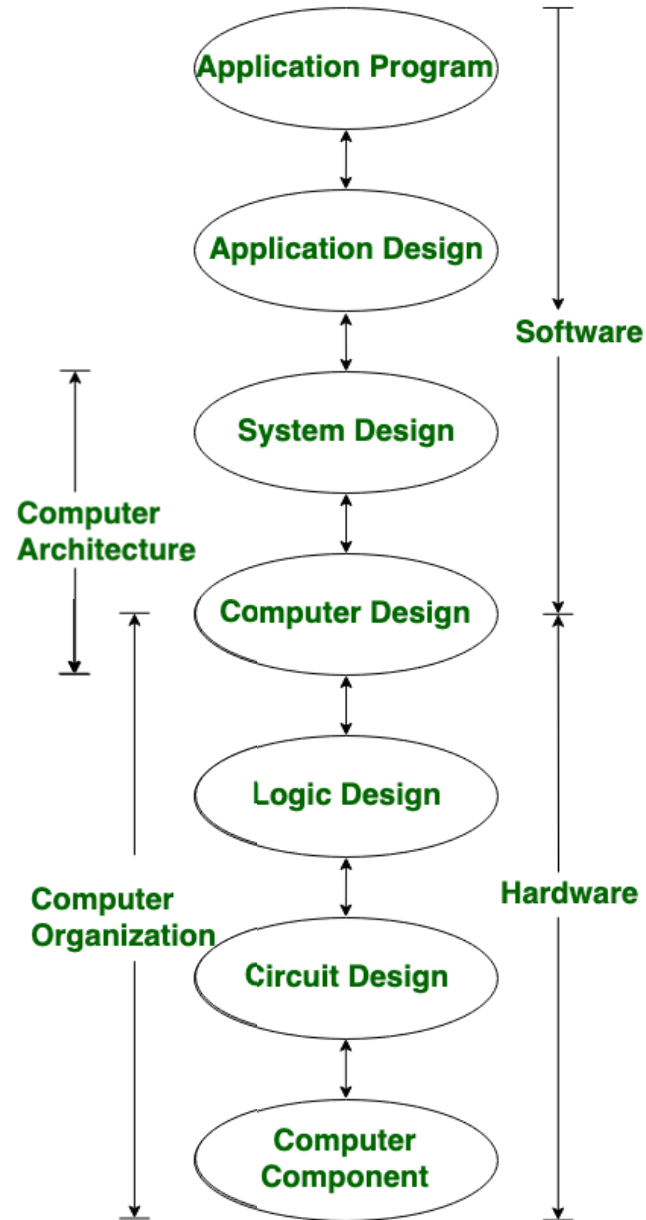 Application Program
Application Design
Software
System Design
Computer
Architecture
Computer Design
Logic Design
Hardware
Computer
Organization
Circuit Design
Computer
Component